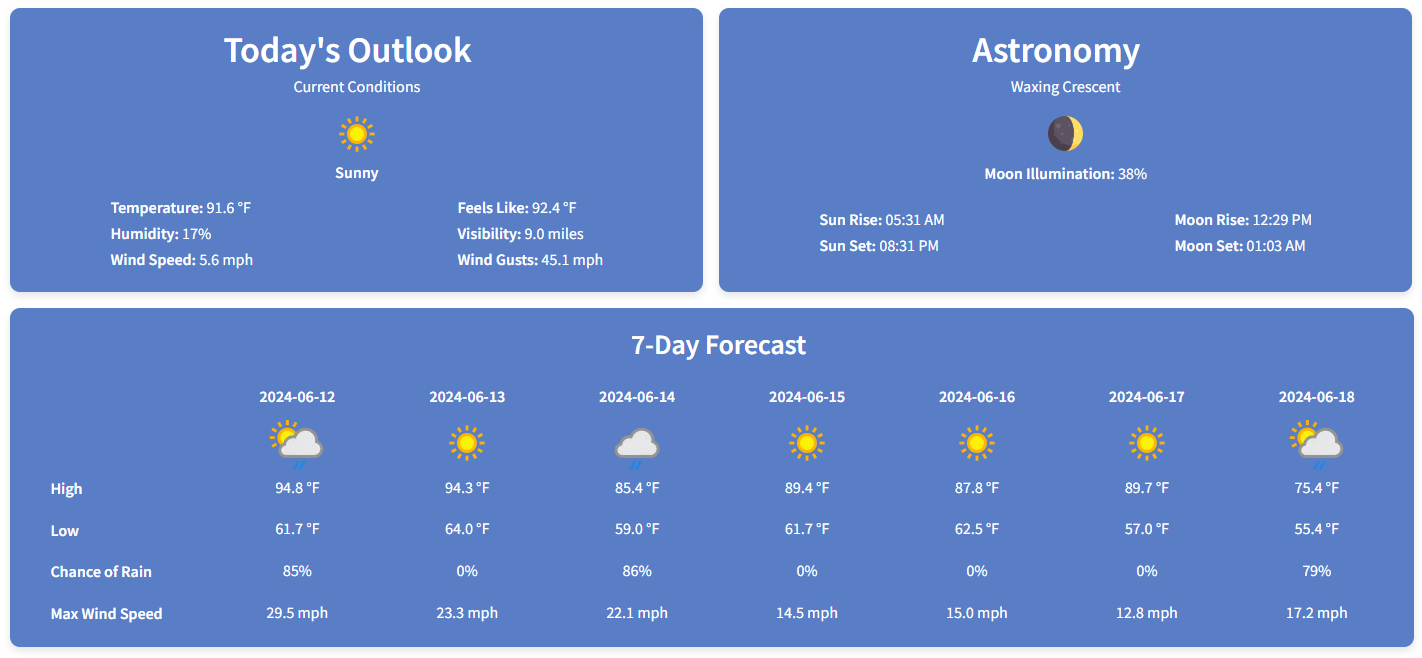 Today's Outlook
Current Conditions
Sunny
Temperature: 91.6 °F
Feels Like: 92.4 °F
Humidity: 17%
Visibility: 9.0 miles
Wind Speed: 5.6 mph
Wind Gusts: 45.1 mph
Astronomy
Waxing Crescent
Moon Illumination: 38%
Sun Rise: 05:31 AM
Moon Rise: 12:29 PM
Sun Set: 08:31 PM
Moon Set: 01:03 AM
7-Day Forecast
2024-06-12 2024-06-13 2024-06-14 2024-06-15 2024-06-16 2024-06-17 2024-06-18
High 94.8 °F 94.3 °F 85.4 °F 89.4 °F 87.8 °F 89.7 °F 75.4 °F
Low 61.7 °F 64.0 °F 59.0 °F 61.7 °F 62.5 °F 57.0 °F 55.4 °F
Chance of Rain 85% 0% 86% 0% 0% 0% 79%
Max Wind Speed 29.5 mph 23.3 mph 22.1 mph 14.5 mph 15.0 mph 12.8 mph 17.2 mph